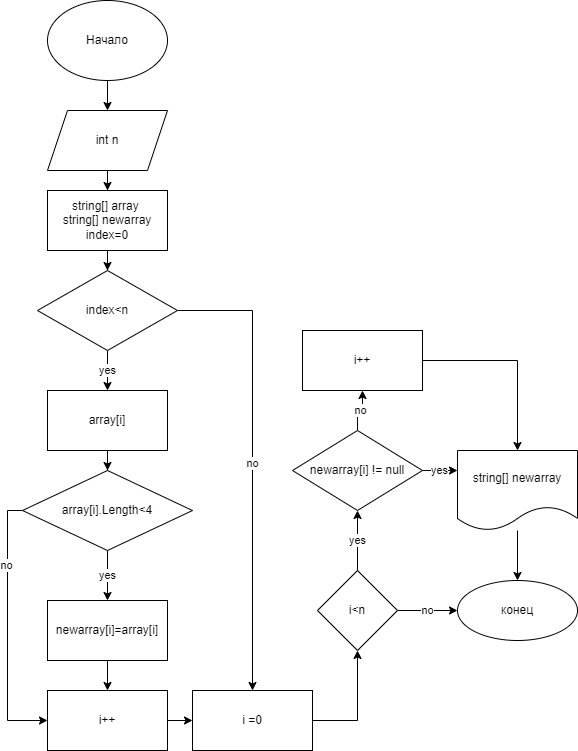 Начало
int n
string[] array
string[] newarray
index=0
index<n
yes
no
array[i]
array[i].Length<4
no
yes
newarray[i]=array[i]
i++
i =0
i++
no
newarray[i] != null
yes
string[] newarray
yes
i<n
no
конец